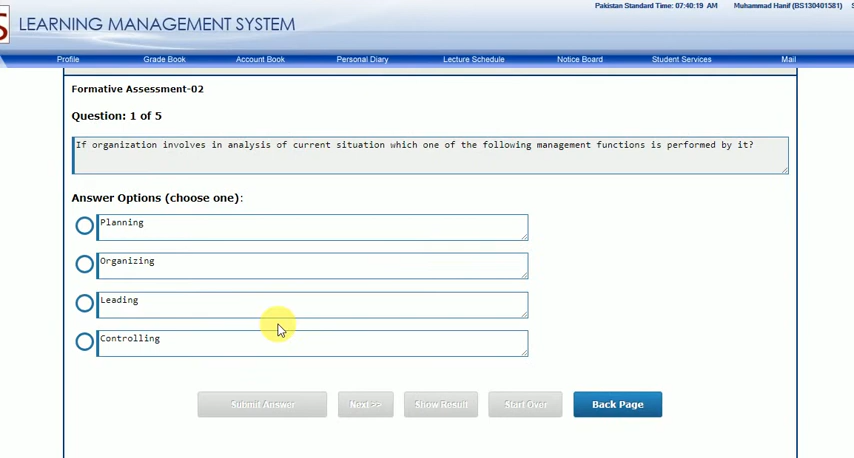 Pakistan Standard Time: 07:40:19 AM Muhammad Hanif (BS130401581)
LEARNING MANAGEMENT SYSTEM
Profile Grade Book Account Book Personal Diary Lecture Schedule Notice Board Student Services Mail
Formative Assessment-02
Question: 1 of 5
If organization involves in analysis of current situation which one of the following management functions is performed by it?
Answer Options (choose one):
Planning
Organizing
Leading
Controlling
Submit Answer Next>> Show Result Start Over Back Page